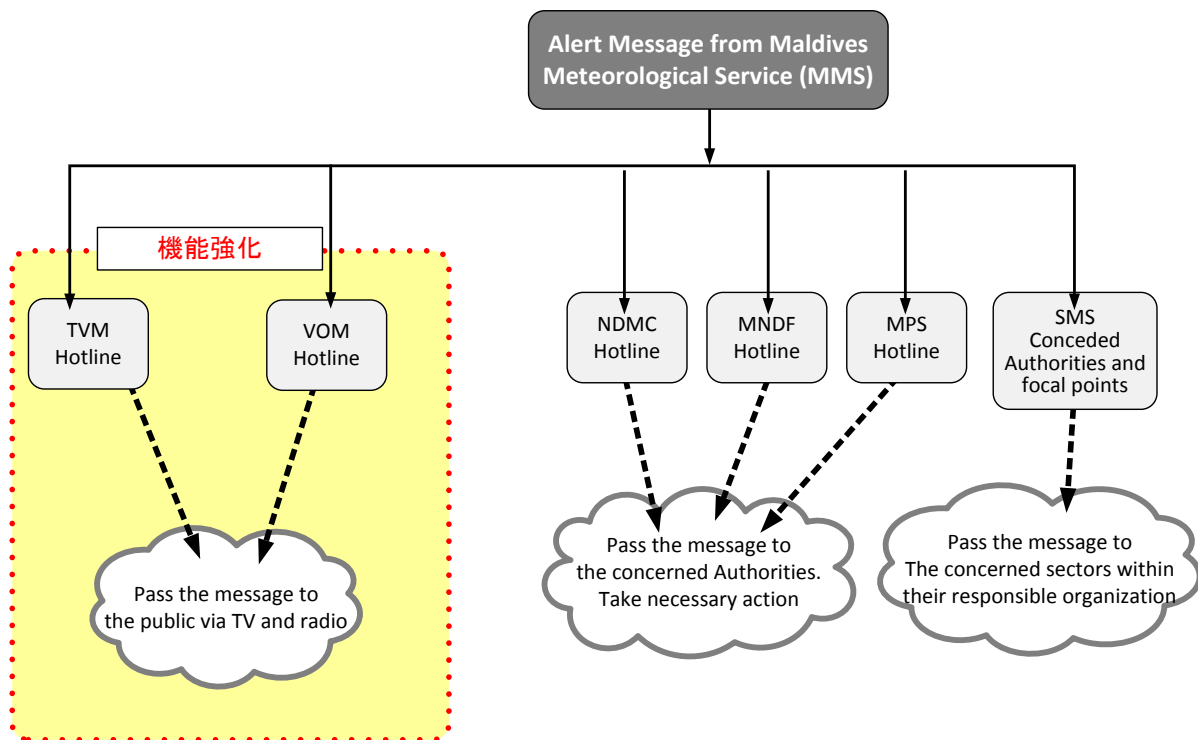 Alert Message from Maldives
Meteorological Service (MMS)
機能強化
TVM
Hotline
VOM
Hotline
NDMC
Hotline
MNDF
Hotline
MPS
Hotline
SMS
Conceded
Authorities and
focal points
Pass the message to
the public via TV and radio
Pass the message to
the concerned Authorities.
Take necessary action
Pass the message to
The concerned sectors within
their responsible organization